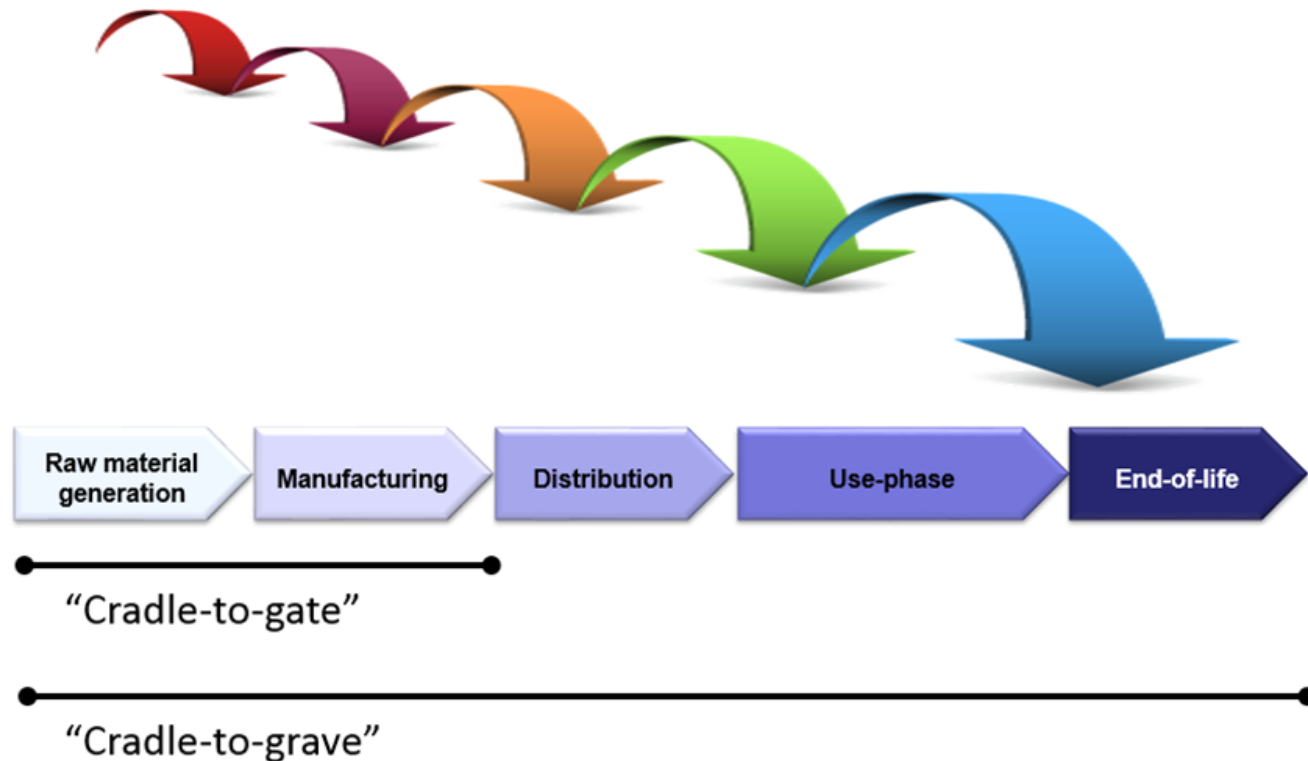 Raw material
generation
Manufacturing
Distribution
Use-phase
End-of-life
“Cradle-to-gate”
“Cradle-to-grave”